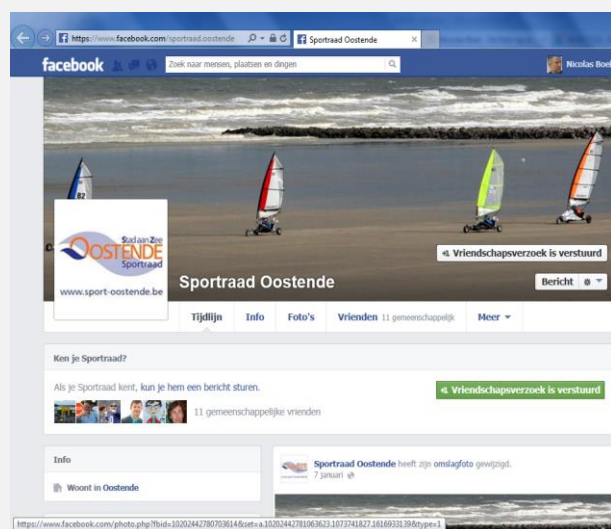 https://www.facebook.com/sportraad.oostende
Sportraad Oostende
facebook
Zoek naar mensen, plaatsen en dingen
Nicolas Boel
B2
Stad aan Zee
OOSTENDE
Sportraad
www.sport-oostende.be
+1 Vriendschapsverzoek is verstuurd
Sportraad Oostende
Bericht
Tijdlijn Info Foto's Vrienden 11 gemeenschappelijk Meer
Ken je Sportraad?
Als je Sportraad kent, kun je hem een bericht sturen.
+1 Vriendschapsverzoek is verstuurd
11 gemeenschappelijke vrienden
Info
Woont in Oostende
Sportraad Oostende heeft zijn omslagfoto gewijzigd.
7 januari
https://www.facebook.com/photo.php?fbid=10202442780703614&set=a.10202442781063623.1073741827.1616933139&type=1